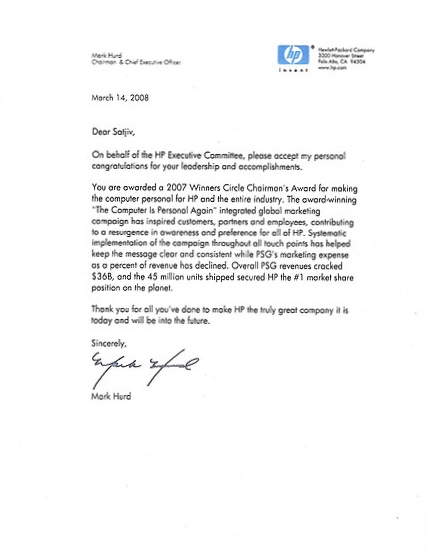 Mark Hurd
Chairman & Chief Executive Officer
hp
invent
Hewlett-Packard Company
3000 Hanover Street
Palo Alto, CA 94304
www.hp.com
March 14, 2008
Dear Satjiv,
On behalf of the HP Executive Committee, please accept my personal
congratulations for your leadership and accomplishments.
You are awarded a 2007 Winners Circle Chairman's Award for making
the computer personal for HP and the entire industry. The award-winning
"The Computer Is Personal Again" integrated global marketing
campaign has inspired customers, partners and employees, contributing
to a resurgence in awareness and preference for all of HP. Systematic
implementation of the campaign throughout all touch points has helped
keep the message clear and consistent while PSG's marketing expense
as a percent of revenue has declined. Overall PSG revenues cracked
$36B, and the 45 million units shipped secured HP the #1 market share
position on the planet.
Thank you for all you've done to make HP the truly great company it is
today and will be into the future.
Sincerely,
Mark Hurd
Mark Hurd